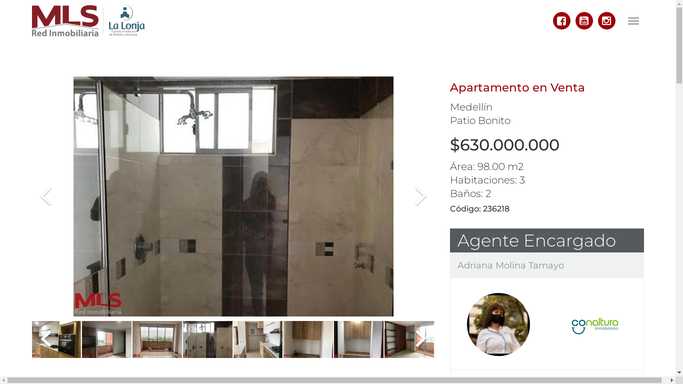 MLS
Red Inmobiliaria
La Lonja
Apartamento en Venta
Medellín
Patio Bonito
$630.000.000
Área: 98.00 m2
Habitaciones: 3
Baños: 2
Código: 236218
Agente Encargado
Adriana Molina Tamayo
conaltura
MLS
Red Inmobiliaria